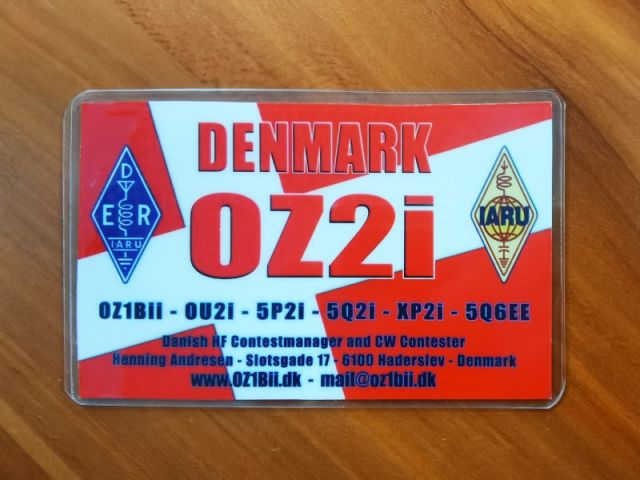 DENMARK
OZ2i
D
E R
IARU
IARU
OZ1Bii - OU2i - 5P2i - 5Q2i - XP2i - 5Q6EE
Danish HF Contestmanager and CW Contester
Henning Andresen - Slotsgade 17 - 6100 Haderslev - Denmark
www.OZ1Bii.dk - mail@oz1bii.dk